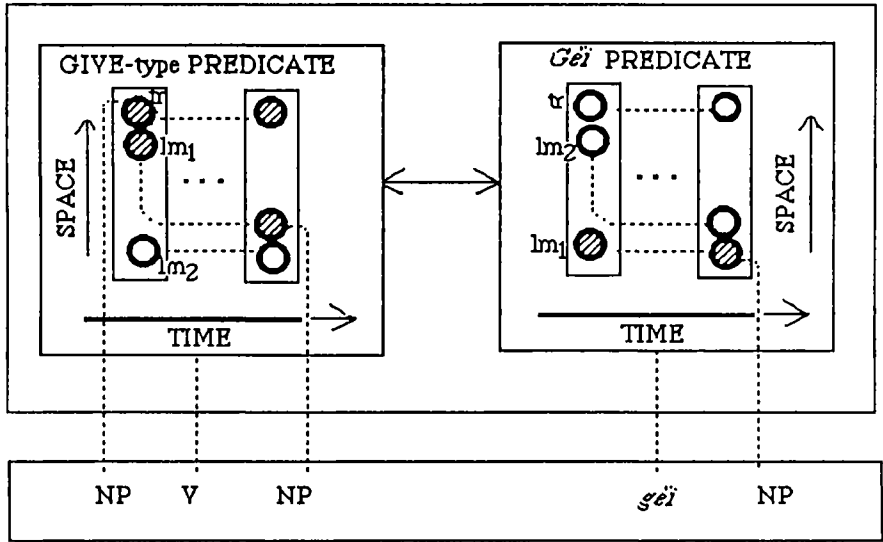 GIVE-type PREDICATE
tr
lm1
lm2
SPACE
. . .
TIME
Gěi PREDICATE
tr
lm2
lm1
SPACE
. . .
TIME
NP V NP gěi NP